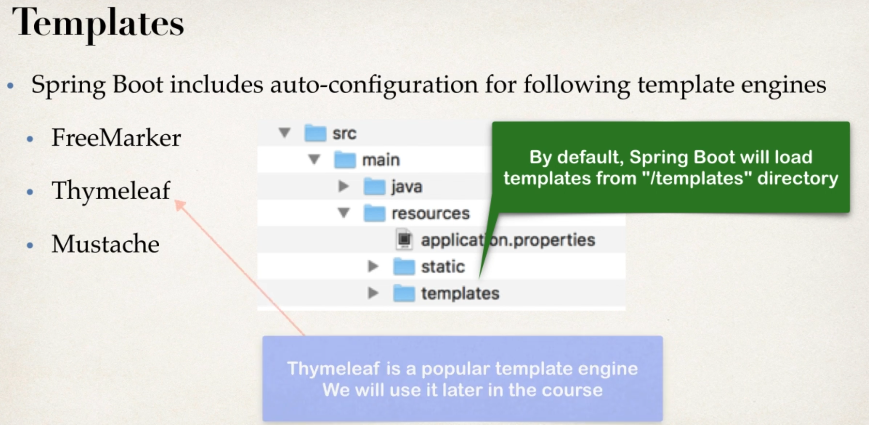 Templates
• Spring Boot includes auto-configuration for following template engines
• FreeMarker
• Thymeleaf
• Mustache
src
main
java
resources
application.properties
static
templates
By default, Spring Boot will load
templates from "/templates" directory
Thymeleaf is a popular template engine
We will use it later in the course